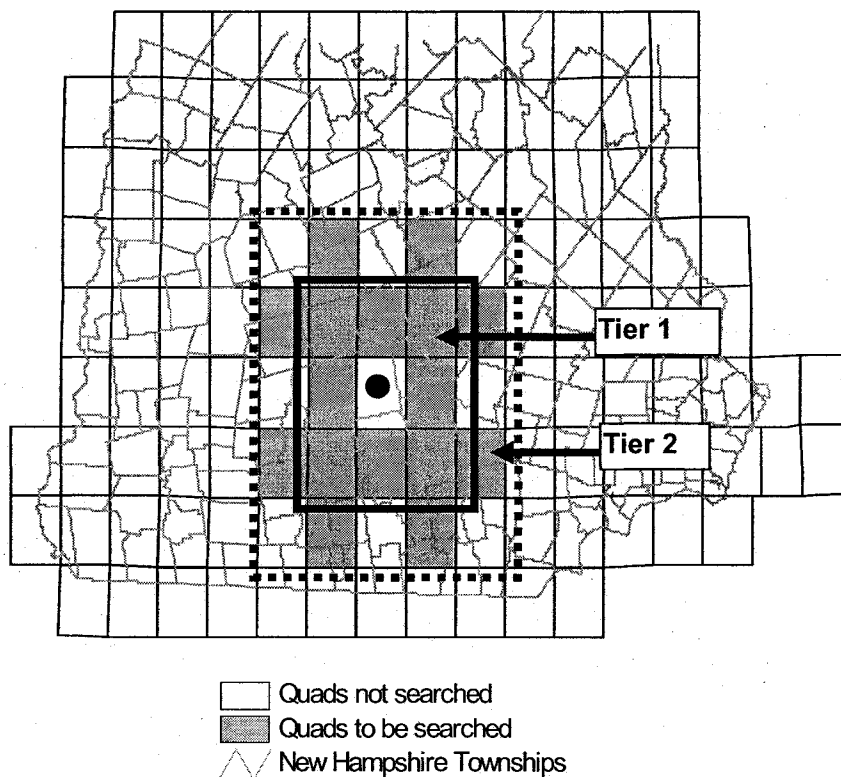 Tier 1
Tier 2
Quads not searched
Quads to be searched
New Hampshire Townships